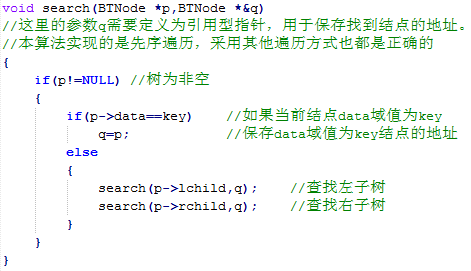 void search(BTNode *p,BTNode *&q)
//这里的参数q需要定义为引用型指针，用于保存找到结点的地址。
//本算法实现的是先序遍历，采用其他遍历方式也都是正确的
{
if(p!=NULL) //树为非空
{
if(p->data==key) //如果当前结点data域值为key
q=p; //保存data域值为key结点的地址
else
{
search(p->lchild,q); //查找左子树
search(p->rchild,q); //查找右子树
}
}
}